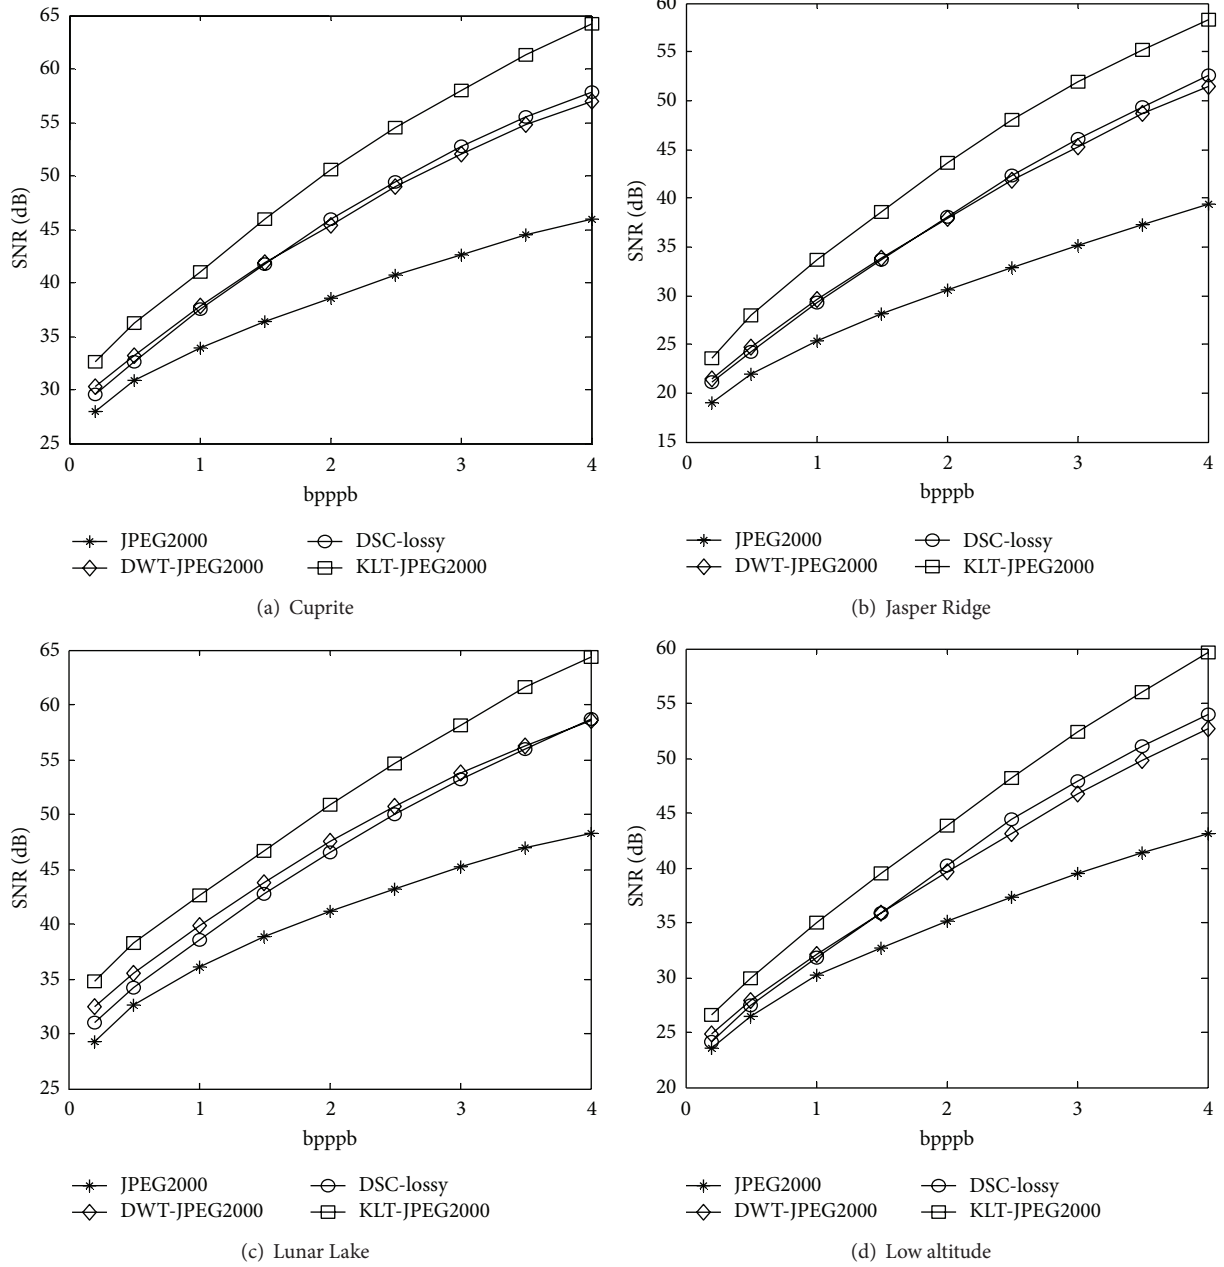 65
60
55
50
45
40
35
30
25
SNR (dB)
0 1 2 3 4
bpppb
JPEG2000
DWT-JPEG2000
DSC-lossy
KLT-JPEG2000
(a) Cuprite
60
55
50
45
40
35
30
25
20
15
SNR (dB)
0 1 2 3 4
bpppb
JPEG2000
DWT-JPEG2000
DSC-lossy
KLT-JPEG2000
(b) Jasper Ridge
65
60
55
50
45
40
35
30
25
SNR (dB)
0 1 2 3 4
bpppb
JPEG2000
DWT-JPEG2000
DSC-lossy
KLT-JPEG2000
(c) Lunar Lake
60
55
50
45
40
35
30
25
20
SNR (dB)
0 1 2 3 4
bpppb
JPEG2000
DWT-JPEG2000
DSC-lossy
KLT-JPEG2000
(d) Low altitude